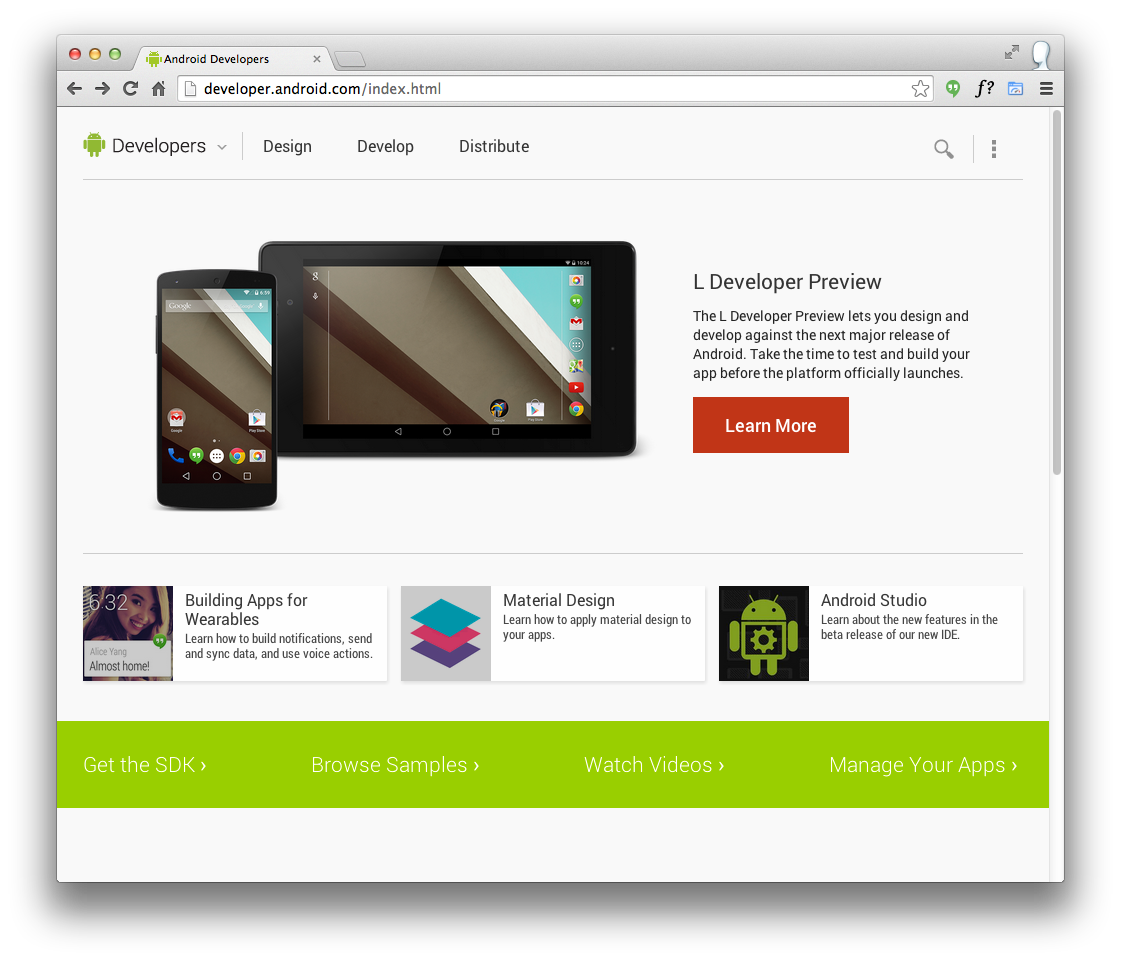 Android Developers
developer.android.com/index.html
f?
Developers
Design
Develop
Distribute
10:24
g
Google
Play Store
L Developer Preview
The L Developer Preview lets you design and
develop against the next major release of
Android. Take the time to test and build your
app before the platform officially launches.
Learn More
6:32
Alice Yang
Almost home!
Building Apps for
Wearables
Learn how to build notifications, send
and sync data, and use voice actions.
Material Design
Learn how to apply material design to
your apps.
Android Studio
Learn about the new features in the
beta release of our new IDE.
Get the SDK ›
Browse Samples ›
Watch Videos ›
Manage Your Apps ›